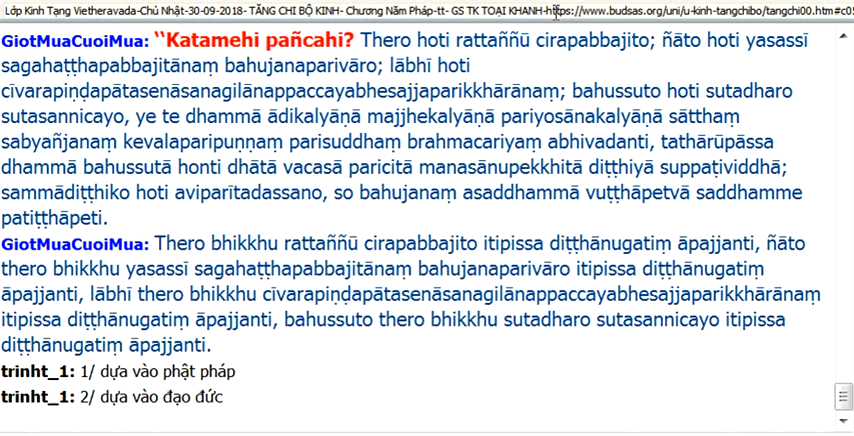 Lớp Kinh Tạng Vietheravada-Chủ Nhật-30-09-2018- TĂNG CHI BỘ KINH- Chương Năm Pháp-tt- GS TK TOẠI KHANH-https://www.budsas.org/uni/u-kinh-tangchibo/tangchi00.htm#c05
GiotMuaCuoiMua: ‘‘Katamehi pañcahi? Thero hoti rattaññū cirapabbajito; ñāto hoti yasassī
sagahaṭṭhapabbajitānaṃ bahujanaparivāro; lābhī hoti
cīvarapiṇḍapātasenāsanagilānappaccayabhesajjaparikkhārānaṃ; bahussuto hoti sutadharo
sutasannicayo, ye te dhammā ādikalyāṇā majjhekalyāṇā pariyosānakalyāṇā sātthaṃ
sabyañjanaṃ kevalaparipuṇṇaṃ parisuddhaṃ brahmacariyaṃ abhivadanti, tathārūpāssa
dhammā bahussutā honti dhātā vacasā paricitā manasānupekkhitā diṭṭhiyā suppaṭividdhā;
sammādiṭṭhiko hoti aviparītadassano, so bahujanaṃ asaddhammā vuṭṭhāpetvā saddhamme
patiṭṭhāpeti.
GiotMuaCuoiMua: Thero bhikkhu rattaññū cirapabbajito itipissa diṭṭhānugatiṃ āpajjanti, ñāto
thero bhikkhu yasassī sagahaṭṭhapabbajitānaṃ bahujanaparivāro itipissa diṭṭhānugatiṃ
āpajjanti, lābhī thero bhikkhu cīvarapiṇḍapātasenāsanagilānappaccayabhesajjaparikkhārānaṃ
itipissa diṭṭhānugatiṃ āpajjanti, bahussuto thero bhikkhu sutadharo sutasannicayo itipissa
diṭṭhānugatiṃ āpajjanti.
trinht_1: 1/ dựa vào phật pháp
trinht_1: 2/ dựa vào đạo đức